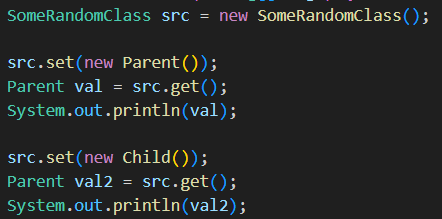 SomeRandomClass src = new SomeRandomClass();
src.set(new Parent());
Parent val = src.get();
System.out.println(val);
src.set(new Child());
Parent val2 = src.get();
System.out.println(val2);